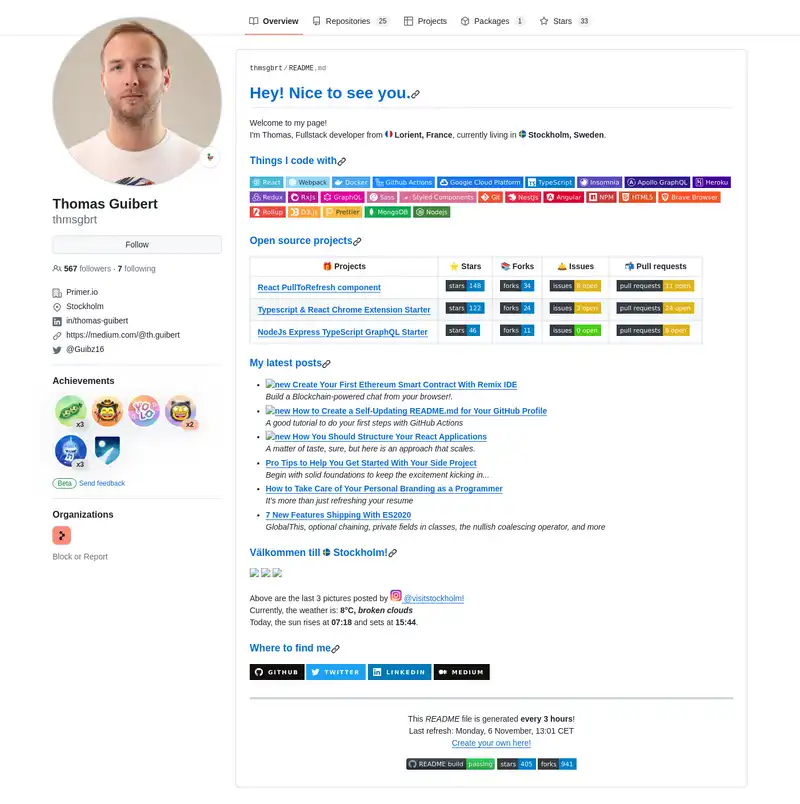 Overview Repositories 25 Projects Packages 1 Stars 33
Thomas Guibert
thmsgbrt
Follow
567 followers · 7 following
Primer.io
Stockholm
in/thomas-guibert
https://medium.com/@th.guibert
@Guibz16
Achievements
x3
x2
x3
Beta Send feedback
Organizations
Block or Report
thmsgbrt/README.md
Hey! Nice to see you.
Welcome to my page!
I'm Thomas, Fullstack developer from Lorient, France, currently living in Stockholm, Sweden.
Things I code with
React Webpack Docker Github Actions Google Cloud Platform TypeScript Insomnia Apollo GraphQL Heroku
Redux RxJs GraphQL Sass Styled Components Git NestJs Angular NPM HTML5 Brave Browser
Rollup D3.js Prettier MongoDB Nodejs
Open source projects
Projects Stars Forks Issues Pull requests
React PullToRefresh component stars 148 forks 34 issues 8 open pull requests 11 open
Typescript & React Chrome Extension Starter stars 122 forks 24 issues 3 open pull requests 24 open
NodeJs Express TypeScript GraphQL Starter stars 46 forks 11 issues 0 open pull requests 8 open
My latest posts
new Create Your First Ethereum Smart Contract With Remix IDE
Build a Blockchain-powered chat from your browser!.
new How to Create a Self-Updating README.md for Your GitHub Profile
A good tutorial to do your first steps with GitHub Actions
new How You Should Structure Your React Applications
A matter of taste, sure, but here is an approach that scales.
Pro Tips to Help You Get Started With Your Side Project
Begin with solid foundations to keep the excitement kicking in...
How to Take Care of Your Personal Branding as a Programmer
It's more than just refreshing your resume
7 New Features Shipping With ES2020
GlobalThis, optional chaining, private fields in classes, the nullish coalescing operator, and more
Välkommen till Stockholm!
Above are the last 3 pictures posted by @visitstockholm!
Currently, the weather is: 8°C, broken clouds
Today, the sun rises at 07:18 and sets at 15:44.
Where to find me
GITHUB TWITTER LINKEDIN MEDIUM
This README file is generated every 3 hours!
Last refresh: Monday, 6 November, 13:01 CET
Create your own here!
README build passing stars 405 forks 941